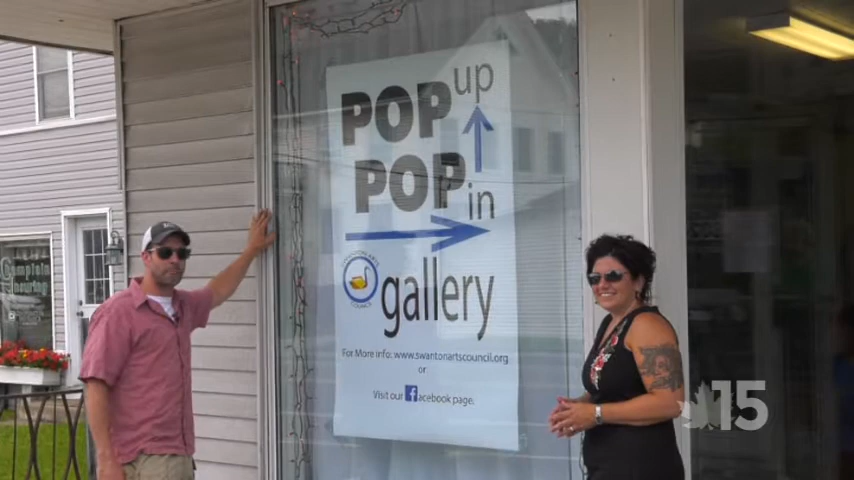 POP up
POP in
SWANTON ARTS
COUNCIL
gallery
For More info: www.swantonartscouncil.org
or
Visit our facebook page.
15